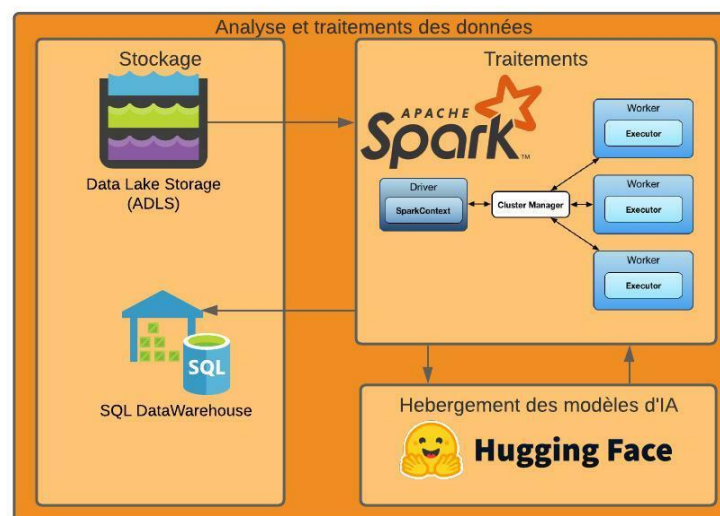 Analyse et traitements des données
Stockage
Data Lake Storage
(ADLS)
SQL
SQL DataWarehouse
Traitements
APACHE
Spark™
Driver
SparkContext
Cluster Manager
Worker
Executor
Worker
Executor
Worker
Executor
Hebergement des modèles d'IA
Hugging Face